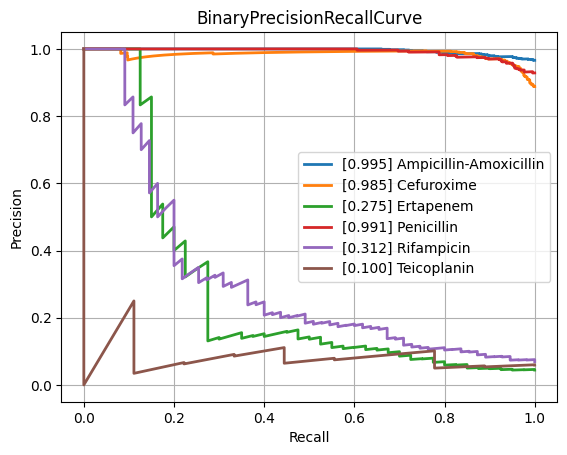 BinaryPrecisionRecallCurve
1.0
0.8
0.6
0.4
0.2
0.0
Precision
[0.995] Ampicillin-Amoxicillin
[0.985] Cefuroxime
[0.275] Ertapenem
[0.991] Penicillin
[0.312] Rifampicin
[0.100] Teicoplanin
0.0 0.2 0.4 0.6 0.8 1.0
Recall